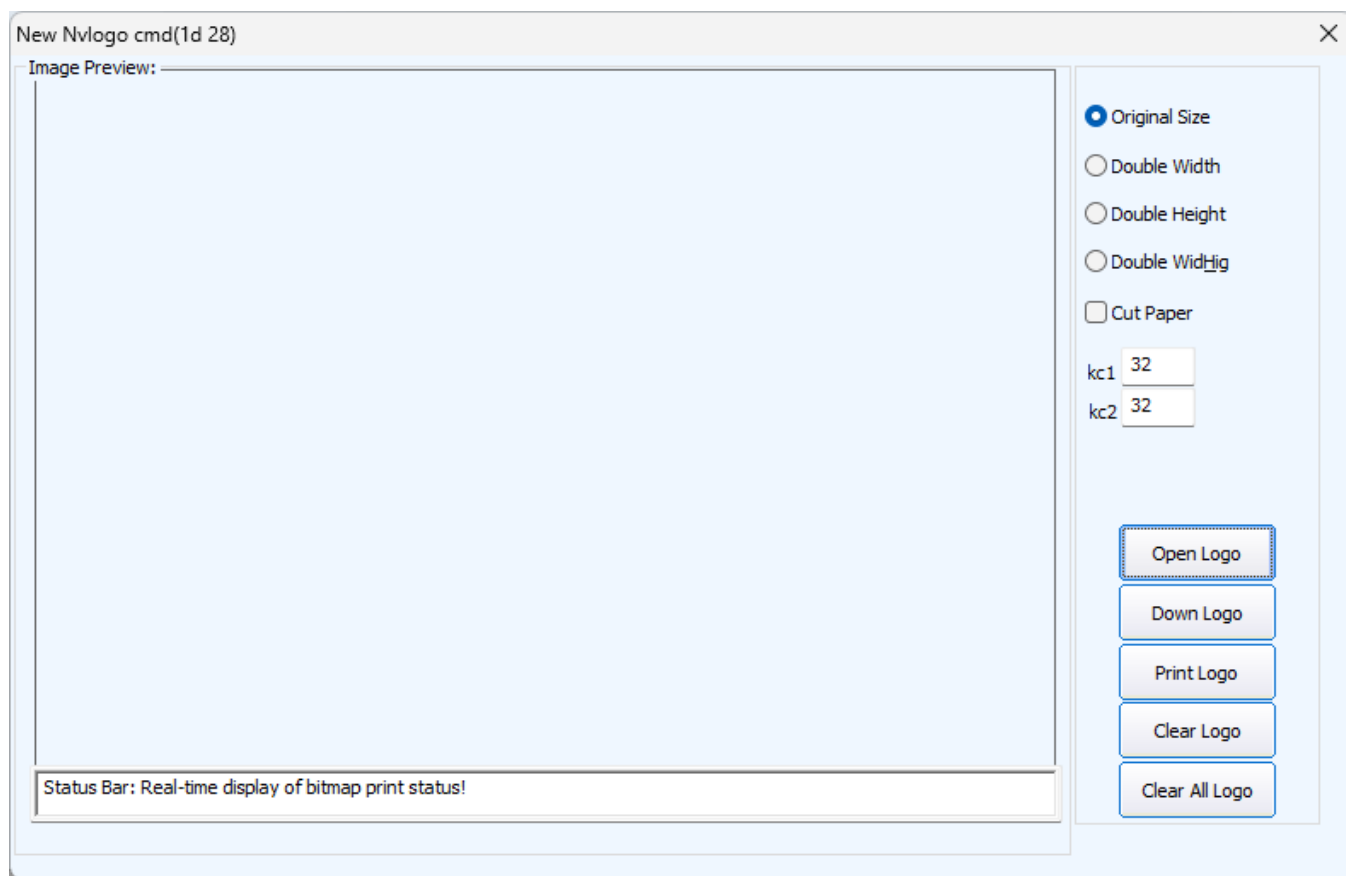 New Nvlogo cmd(1d 28)
Image Preview:
Original Size
Double Width
Double Height
Double WidHig
Cut Paper
kc1 32
kc2 32
Open Logo
Down Logo
Print Logo
Clear Logo
Clear All Logo
Status Bar: Real-time display of bitmap print status!